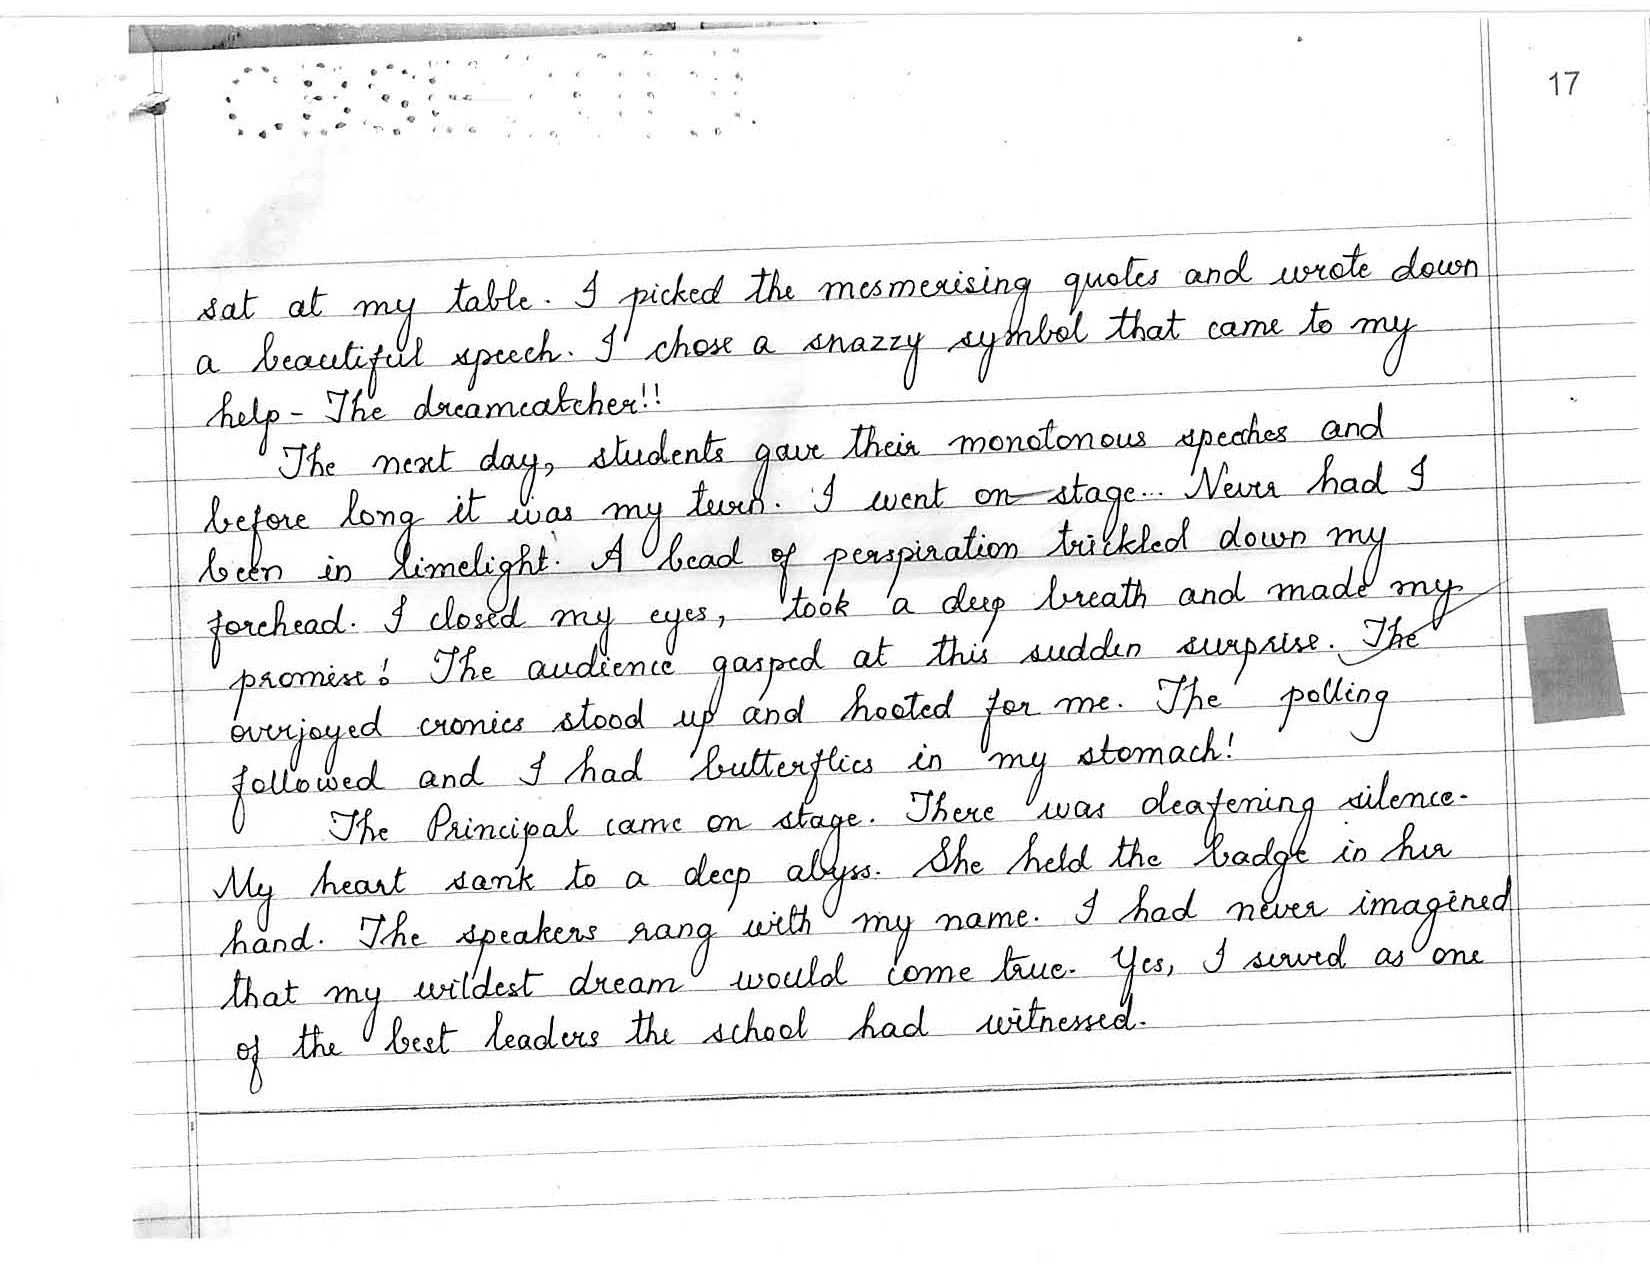 17
sat at my table. I picked the mesmerising quotes and wrote down
a beautiful speech. I chose a snazzy symbol that came to my
help - The dreamcatcher!!
The next day, students gave their monotonous speeches and
before long it was my turn. I went on stage... Never had I
been in limelight. A bead of perspiration trickled down my
forehead. I closed my eyes, took a deep breath and made my
promise! The audience gasped at this sudden surprise. The
overjoyed cronies stood up and hooted for me. The polling
followed and I had butterflies in my stomach!
The Principal came on stage. There was deafening silence.
My heart sank to a deep abyss. She held the badge in her
hand. The speakers rang with my name. I had never imagined
that my wildest dream would come true. Yes, I served as one
of the best leaders the school had witnessed.